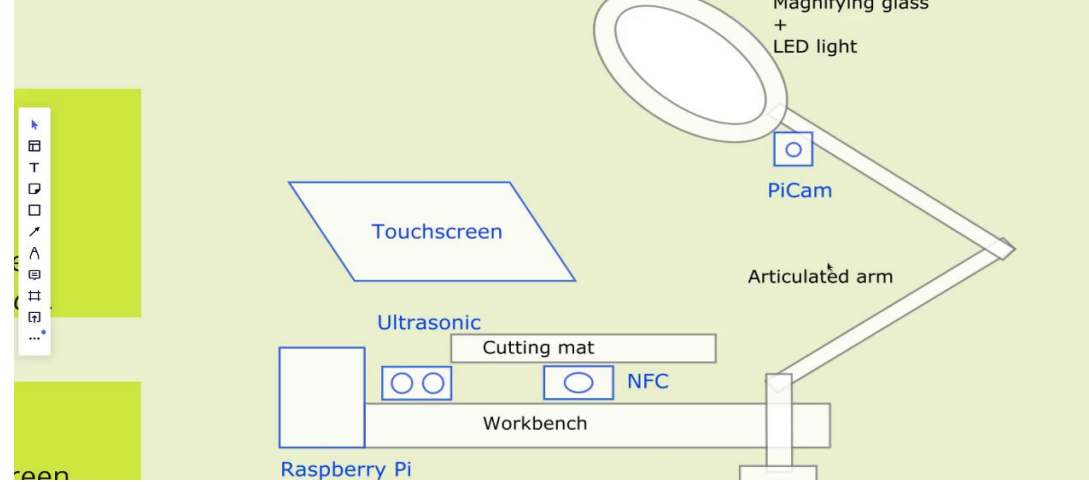 Magnifying glass
+
LED light
PiCam
Touchscreen
Articulated arm
Ultrasonic
Cutting mat
NFC
Workbench
Raspberry Pi